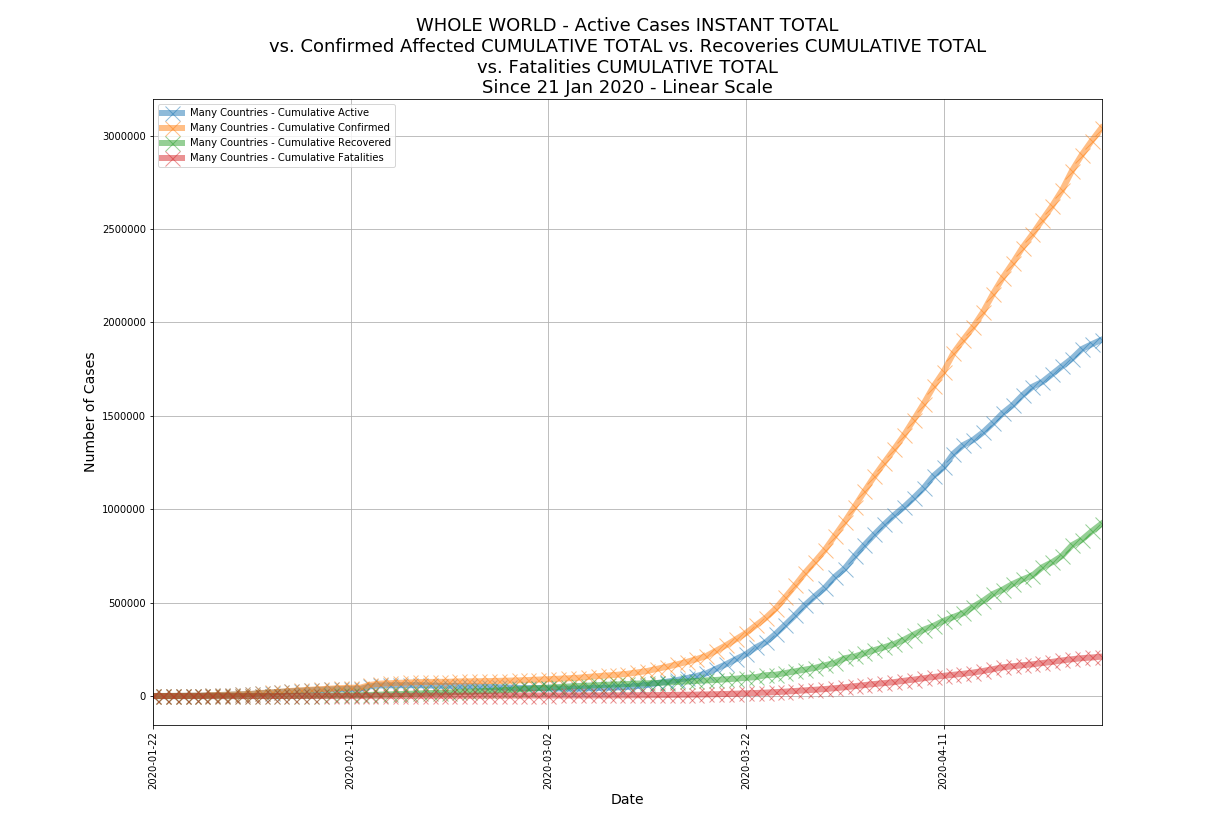 WHOLE WORLD - Active Cases INSTANT TOTAL
vs. Confirmed Affected CUMULATIVE TOTAL vs. Recoveries CUMULATIVE TOTAL
vs. Fatalities CUMULATIVE TOTAL
Since 21 Jan 2020 - Linear Scale
Many Countries - Cumulative Active
Many Countries - Cumulative Confirmed
Many Countries - Cumulative Recovered
Many Countries - Cumulative Fatalities
3000000
2500000
2000000
1500000
1000000
500000
0
Number of Cases
2020-01-22
2020-02-11
2020-03-02
2020-03-22
2020-04-11
Date